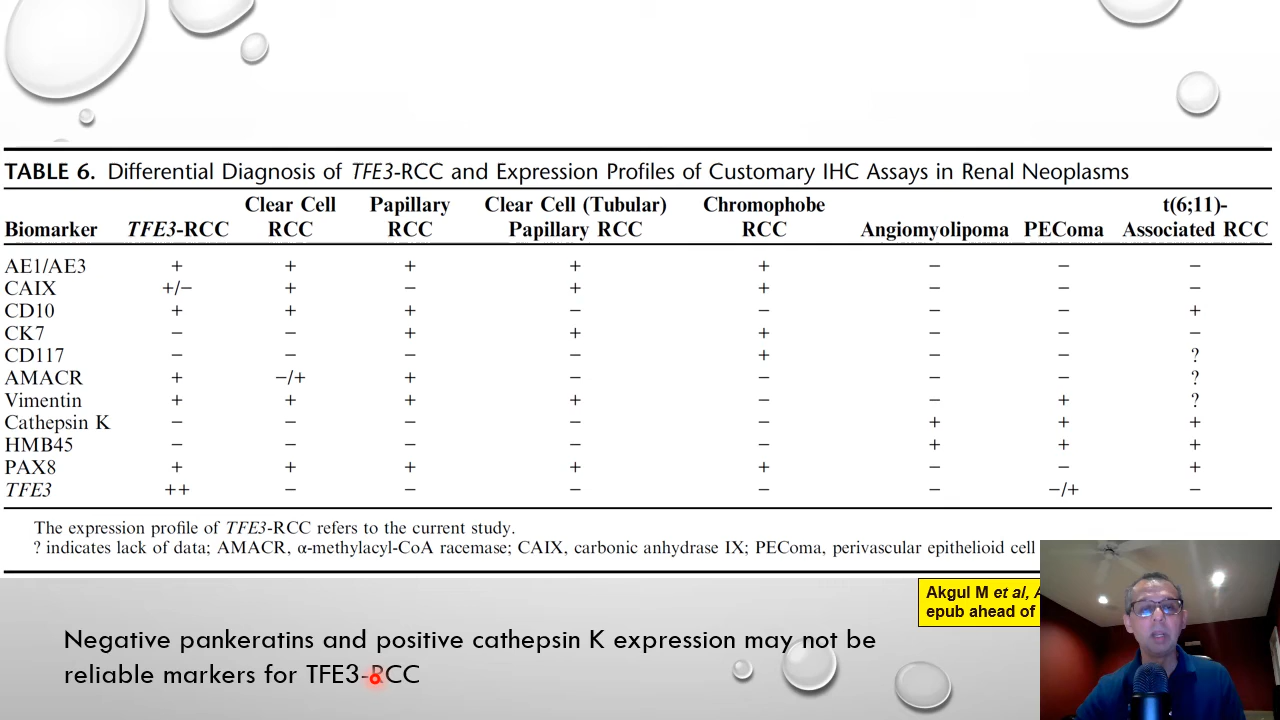 TABLE 6. Differential Diagnosis of TFE3-RCC and Expression Profiles of Customary IHC Assays in Renal Neoplasms
Clear Cell Papillary Clear Cell (Tubular) Chromophobe t(6;11)-
Biomarker TFE3-RCC RCC RCC Papillary RCC RCC Angiomyolipoma PEComa Associated RCC
AE1/AE3 + + + + + − − −
CAIX +/− + − + + − − −
CD10 + + + − − − − +
CK7 − − + + + − − −
CD117 − − − − + − − ?
AMACR + −/+ + − − − − ?
Vimentin + + + + − − + ?
Cathepsin K − − − − − + + +
HMB45 − − − − − + + +
PAX8 + + + + + − − +
TFE3 ++ − − − − − −/+ −
The expression profile of TFE3-RCC refers to the current study.
? indicates lack of data; AMACR, α-methylacyl-CoA racemase; CAIX, carbonic anhydrase IX; PEComa, perivascular epithelioid cell
Akgul M et al,
epub ahead of
Negative pankeratins and positive cathepsin K expression may not be
reliable markers for TFE3-RCC